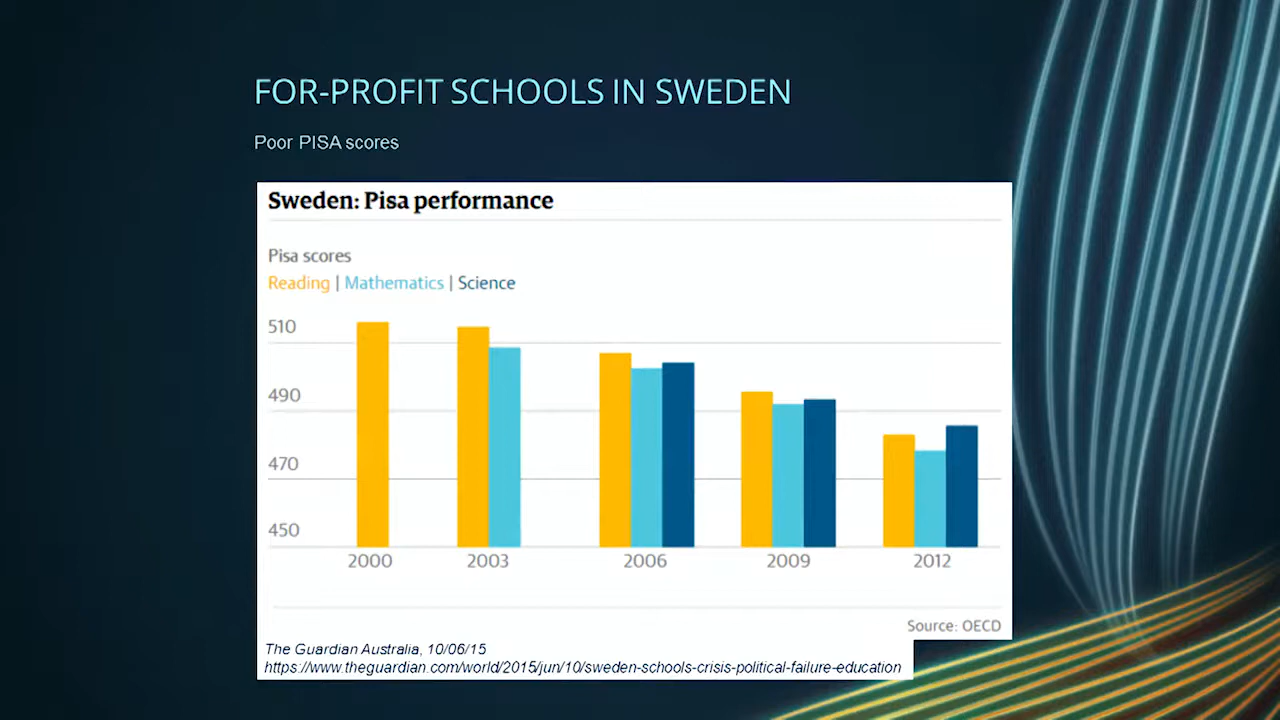 FOR-PROFIT SCHOOLS IN SWEDEN
Poor PISA scores
Sweden: Pisa performance
Pisa scores
Reading | Mathematics | Science
510
490
470
450
2000 2003 2006 2009 2012
Source: OECD
The Guardian Australia, 10/06/15
https://www.theguardian.com/world/2015/jun/10/sweden-schools-crisis-political-failure-education